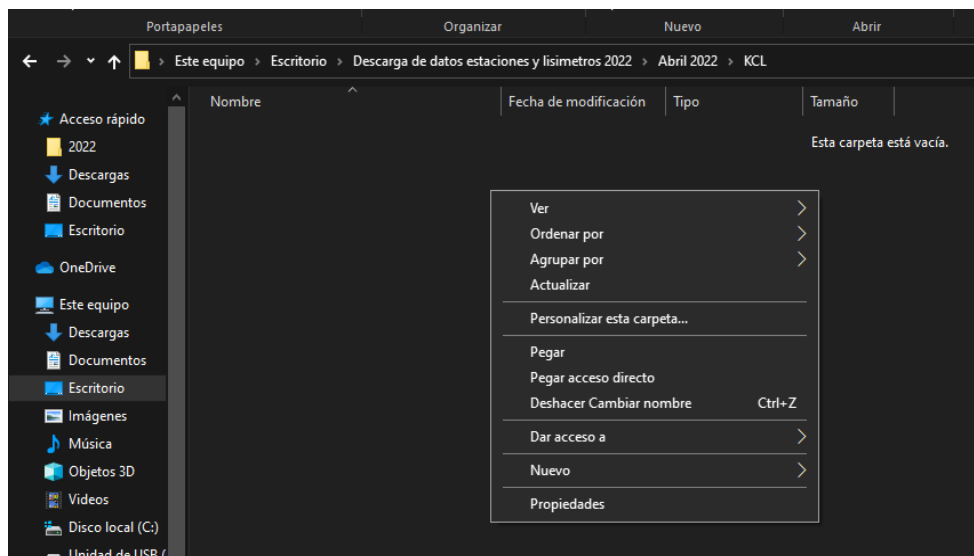 Portapapeles Organizar Nuevo Abrir
Este equipo > Escritorio > Descarga de datos estaciones y lisimetros 2022 > Abril 2022 > KCL
Nombre Fecha de modificación Tipo Tamaño
Esta carpeta está vacía.
Acceso rápido
2022
Descargas
Documentos
Escritorio
OneDrive
Este equipo
Descargas
Documentos
Escritorio
Imágenes
Música
Objetos 3D
Videos
Disco local (C:)
Unidad de USB (
Ver
Ordenar por
Agrupar por
Actualizar
Personalizar esta carpeta...
Pegar
Pegar acceso directo
Deshacer Cambiar nombre Ctrl+Z
Dar acceso a
Nuevo
Propiedades